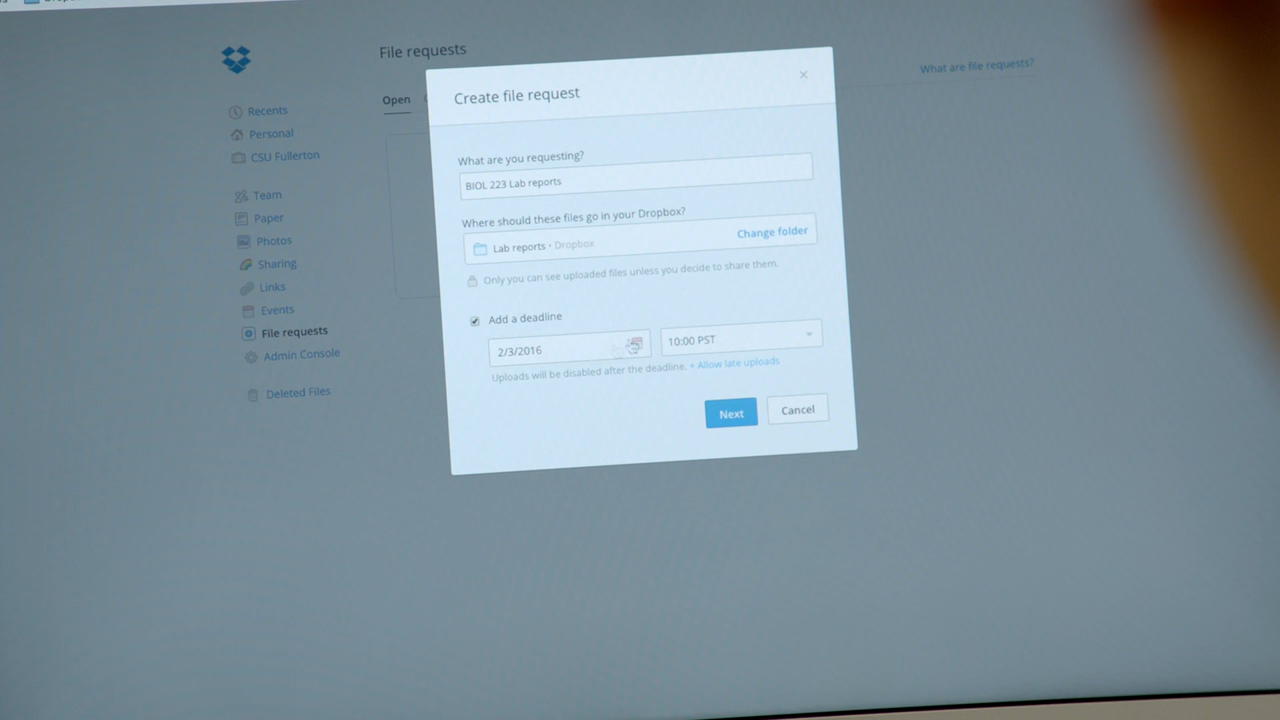 File requests
What are file requests?
Open
Recents
Personal
CSU Fullerton
Team
Paper
Photos
Sharing
Links
Events
File requests
Admin Console
Deleted Files
Create file request
×
What are you requesting?
BIOL 223 Lab reports
Where should these files go in your Dropbox?
Lab reports • Dropbox
Change folder
Only you can see uploaded files unless you decide to share them.
Add a deadline
2/3/2016
10:00 PST
Uploads will be disabled after the deadline. + Allow late uploads
Next
Cancel